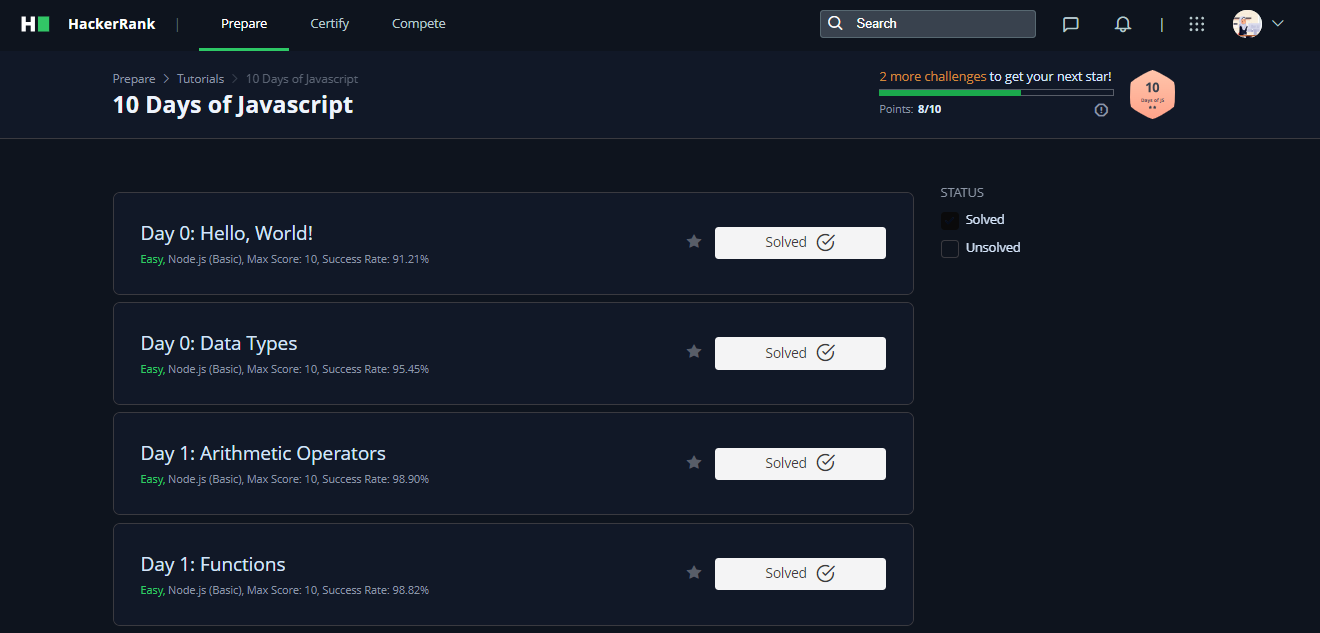 HackerRank | Prepare Certify Compete Search |
Prepare > Tutorials > 10 Days of Javascript
10 Days of Javascript
2 more challenges to get your next star!
Points: 8/10
10
Days of JS
STATUS
Solved
Unsolved
Day 0: Hello, World!
Easy, Node.js (Basic), Max Score: 10, Success Rate: 91.21%
Solved
Day 0: Data Types
Easy, Node.js (Basic), Max Score: 10, Success Rate: 95.45%
Solved
Day 1: Arithmetic Operators
Easy, Node.js (Basic), Max Score: 10, Success Rate: 98.90%
Solved
Day 1: Functions
Easy, Node.js (Basic), Max Score: 10, Success Rate: 98.82%
Solved